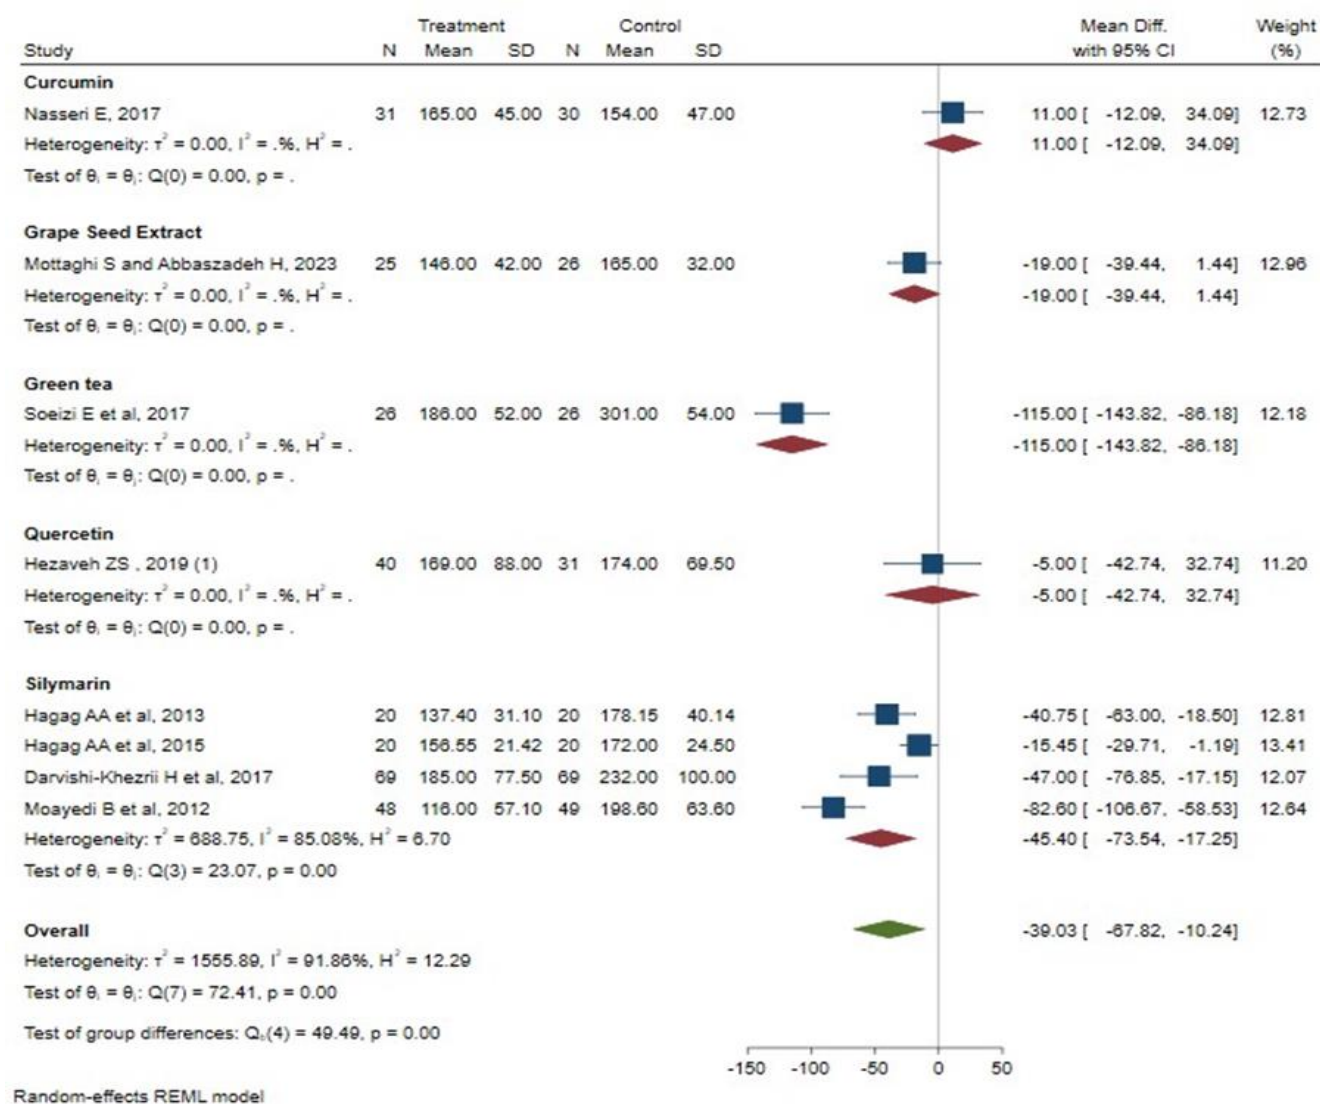 Treatment Control Mean Diff. Weight
Study N Mean SD N Mean SD with 95% CI (%)
Curcumin
Nasseri E, 2017 31 165.00 45.00 30 154.00 47.00 11.00 [ -12.09, 34.09] 12.73
Heterogeneity: τ² = 0.00, I² = .%, H² = . 11.00 [ -12.09, 34.09]
Test of θᵢ = θⱼ: Q(0) = 0.00, p = .
Grape Seed Extract
Mottaghi S and Abbaszadeh H, 2023 25 146.00 42.00 26 165.00 32.00 -19.00 [ -39.44, 1.44] 12.96
Heterogeneity: τ² = 0.00, I² = .%, H² = . -19.00 [ -39.44, 1.44]
Test of θᵢ = θⱼ: Q(0) = 0.00, p = .
Green tea
Soeizi E et al, 2017 26 186.00 52.00 26 301.00 54.00 -115.00 [ -143.82, -86.18] 12.18
Heterogeneity: τ² = 0.00, I² = .%, H² = . -115.00 [ -143.82, -86.18]
Test of θᵢ = θⱼ: Q(0) = 0.00, p = .
Quercetin
Hezaveh ZS , 2019 (1) 40 169.00 88.00 31 174.00 69.50 -5.00 [ -42.74, 32.74] 11.20
Heterogeneity: τ² = 0.00, I² = .%, H² = . -5.00 [ -42.74, 32.74]
Test of θᵢ = θⱼ: Q(0) = 0.00, p = .
Silymarin
Hagag AA et al, 2013 20 137.40 31.10 20 178.15 40.14 -40.75 [ -63.00, -18.50] 12.81
Hagag AA et al, 2015 20 156.55 21.42 20 172.00 24.50 -15.45 [ -29.71, -1.19] 13.41
Darvishi-Khezrii H et al, 2017 69 185.00 77.50 69 232.00 100.00 -47.00 [ -76.85, -17.15] 12.07
Moayedi B et al, 2012 48 116.00 57.10 49 198.60 63.60 -82.60 [ -106.67, -58.53] 12.64
Heterogeneity: τ² = 688.75, I² = 85.08%, H² = 6.70 -45.40 [ -73.54, -17.25]
Test of θᵢ = θⱼ: Q(3) = 23.07, p = 0.00
Overall -39.03 [ -67.82, -10.24]
Heterogeneity: τ² = 1555.89, I² = 91.86%, H² = 12.29
Test of θᵢ = θⱼ: Q(7) = 72.41, p = 0.00
Test of group differences: Q_b(4) = 49.49, p = 0.00
-150 -100 -50 0 50
Random-effects REML model